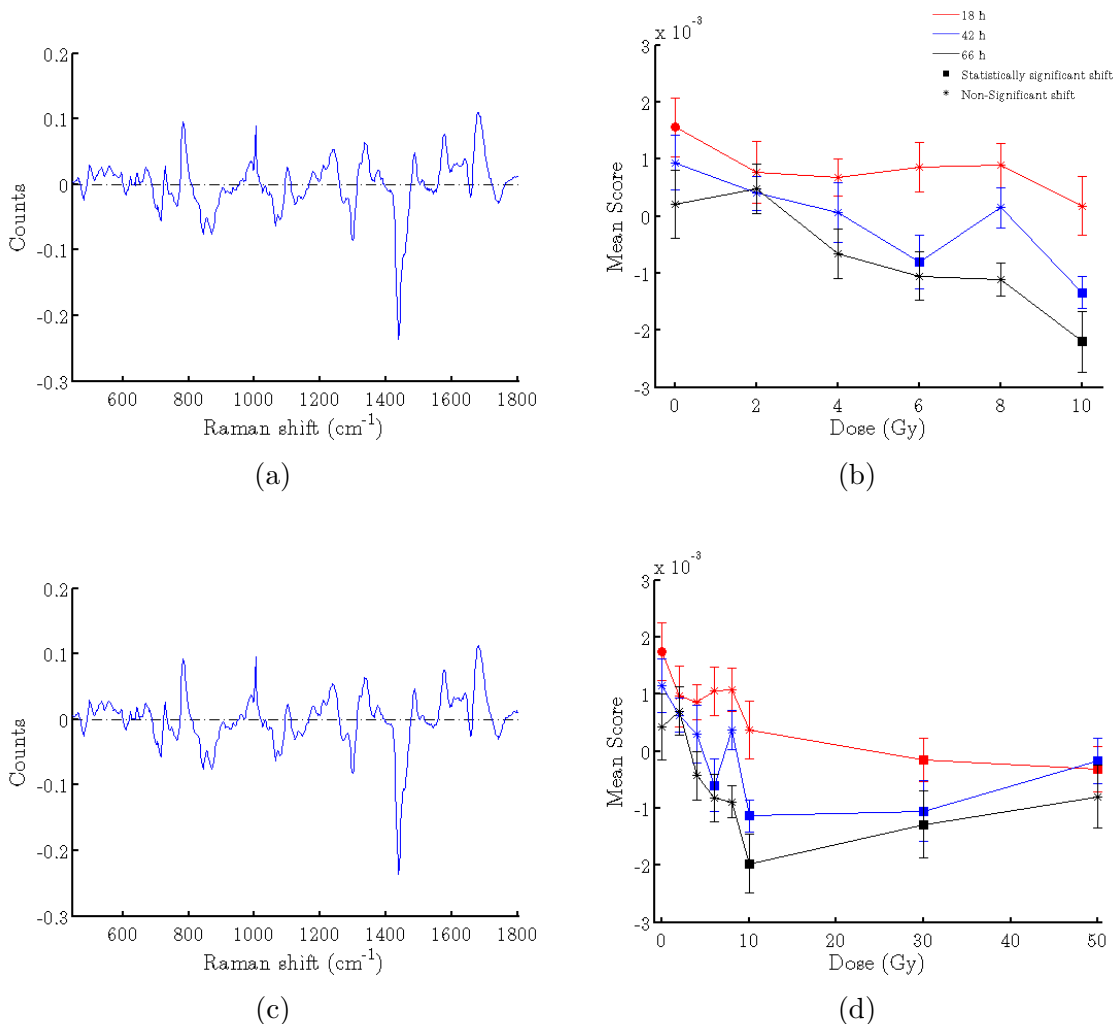 0.2
0.1
0
-0.1
-0.2
-0.3
Counts
600 800 1000 1200 1400 1600 1800
Raman shift (cm⁻¹)
(a)
x 10⁻³
3
2
1
0
-1
-2
-3
Mean Score
18 h
42 h
66 h
Statistically significant shift
Non-Significant shift
0 2 4 6 8 10
Dose (Gy)
(b)
0.2
0.1
0
-0.1
-0.2
-0.3
Counts
600 800 1000 1200 1400 1600 1800
Raman shift (cm⁻¹)
(c)
x 10⁻³
3
2
1
0
-1
-2
-3
Mean Score
0 10 20 30 40 50
Dose (Gy)
(d)